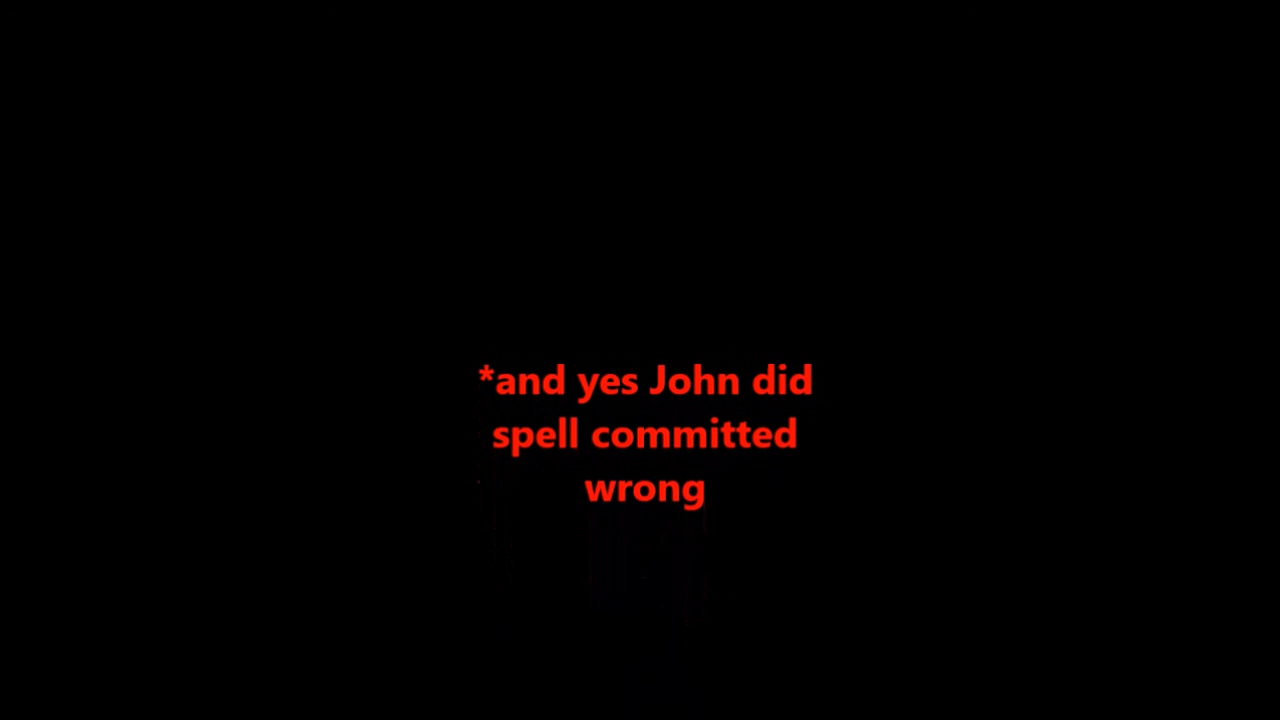 *and yes John did
spell committed
wrong